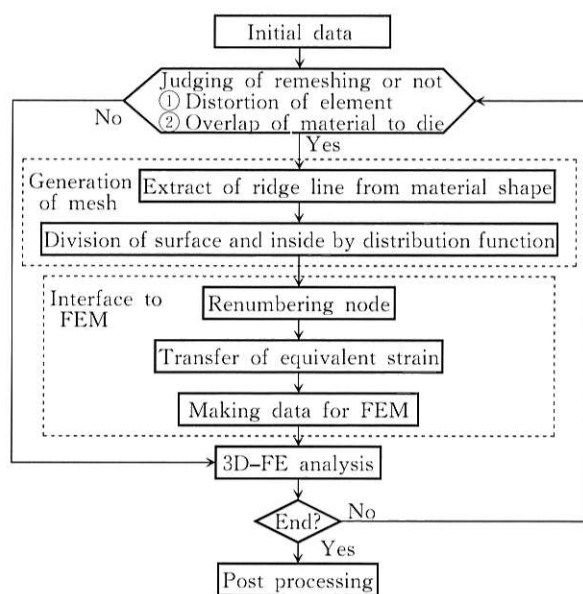 Initial data
Judging of remeshing or not
① Distortion of element
② Overlap of material to die
No
Yes
Generation
of mesh
Extract of ridge line from material shape
Division of surface and inside by distribution function
Interface to
FEM
Renumbering node
Transfer of equivalent strain
Making data for FEM
3D–FE analysis
End?
No
Yes
Post processing